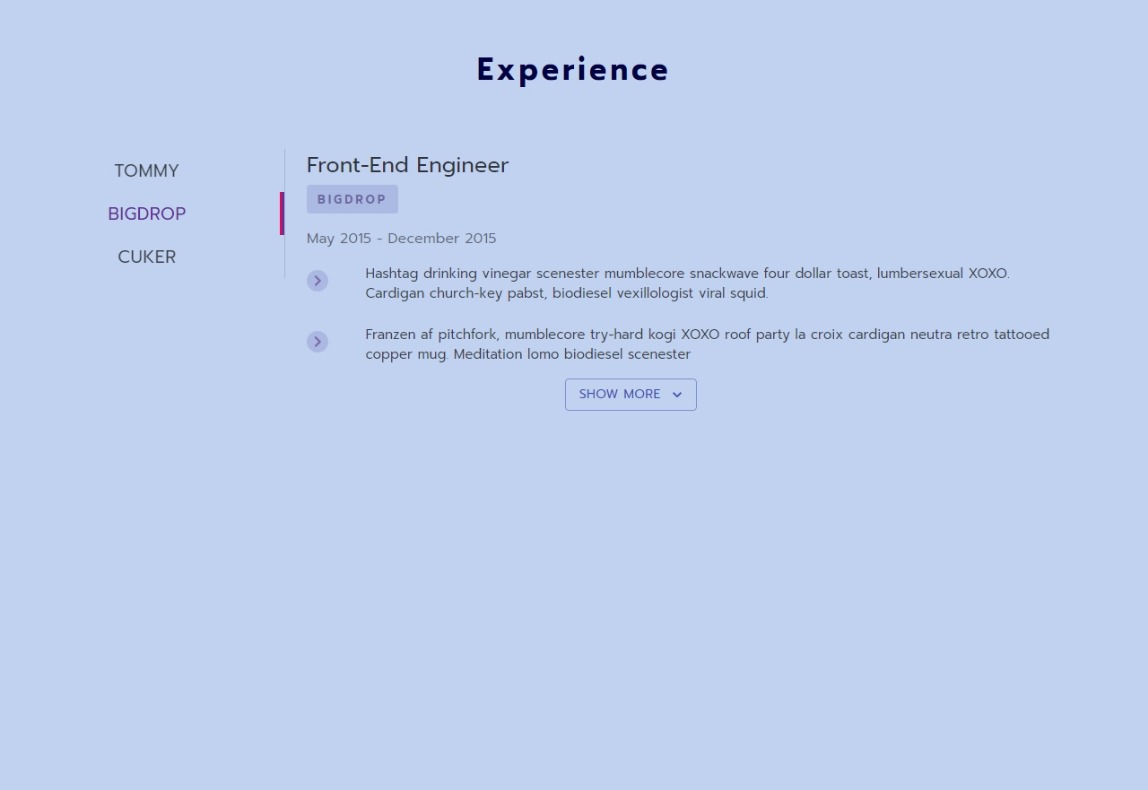 Experience
TOMMY
BIGDROP
CUKER
Front-End Engineer
BIGDROP
May 2015 - December 2015
Hashtag drinking vinegar scenester mumblecore snackwave four dollar toast, lumbersexual XOXO.
Cardigan church-key pabst, biodiesel vexillologist viral squid.
Franzen af pitchfork, mumblecore try-hard kogi XOXO roof party la croix cardigan neutra retro tattooed
copper mug. Meditation lomo biodiesel scenester
SHOW MORE